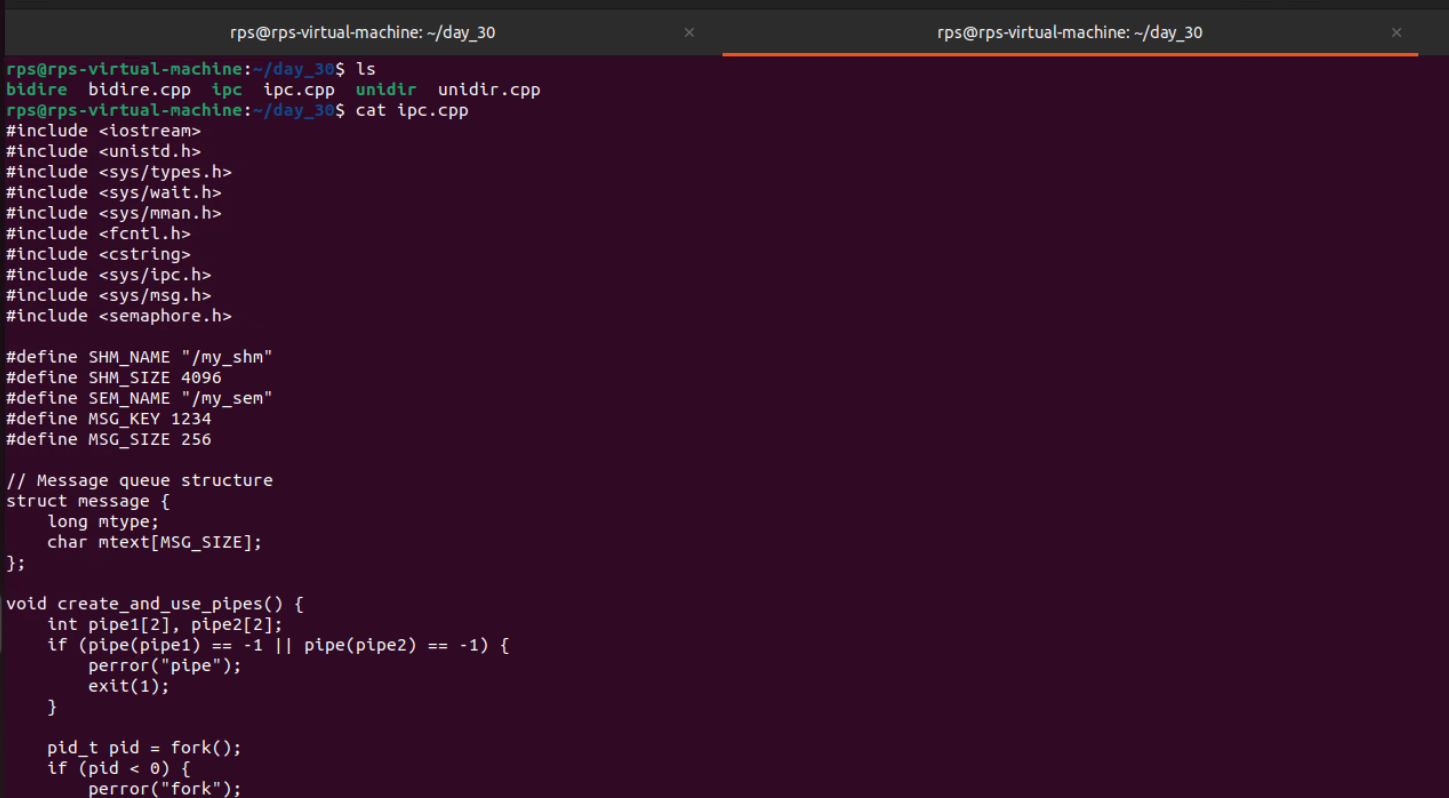 rps@rps-virtual-machine: ~/day_30 × rps@rps-virtual-machine: ~/day_30 ×
rps@rps-virtual-machine:~/day_30$ ls
bidire  bidire.cpp  ipc  ipc.cpp  unidir  unidir.cpp
rps@rps-virtual-machine:~/day_30$ cat ipc.cpp
#include <iostream>
#include <unistd.h>
#include <sys/types.h>
#include <sys/wait.h>
#include <sys/mman.h>
#include <fcntl.h>
#include <cstring>
#include <sys/ipc.h>
#include <sys/msg.h>
#include <semaphore.h>

#define SHM_NAME "/my_shm"
#define SHM_SIZE 4096
#define SEM_NAME "/my_sem"
#define MSG_KEY 1234
#define MSG_SIZE 256

// Message queue structure
struct message {
    long mtype;
    char mtext[MSG_SIZE];
};

void create_and_use_pipes() {
    int pipe1[2], pipe2[2];
    if (pipe(pipe1) == -1 || pipe(pipe2) == -1) {
        perror("pipe");
        exit(1);
    }

    pid_t pid = fork();
    if (pid < 0) {
        perror("fork");